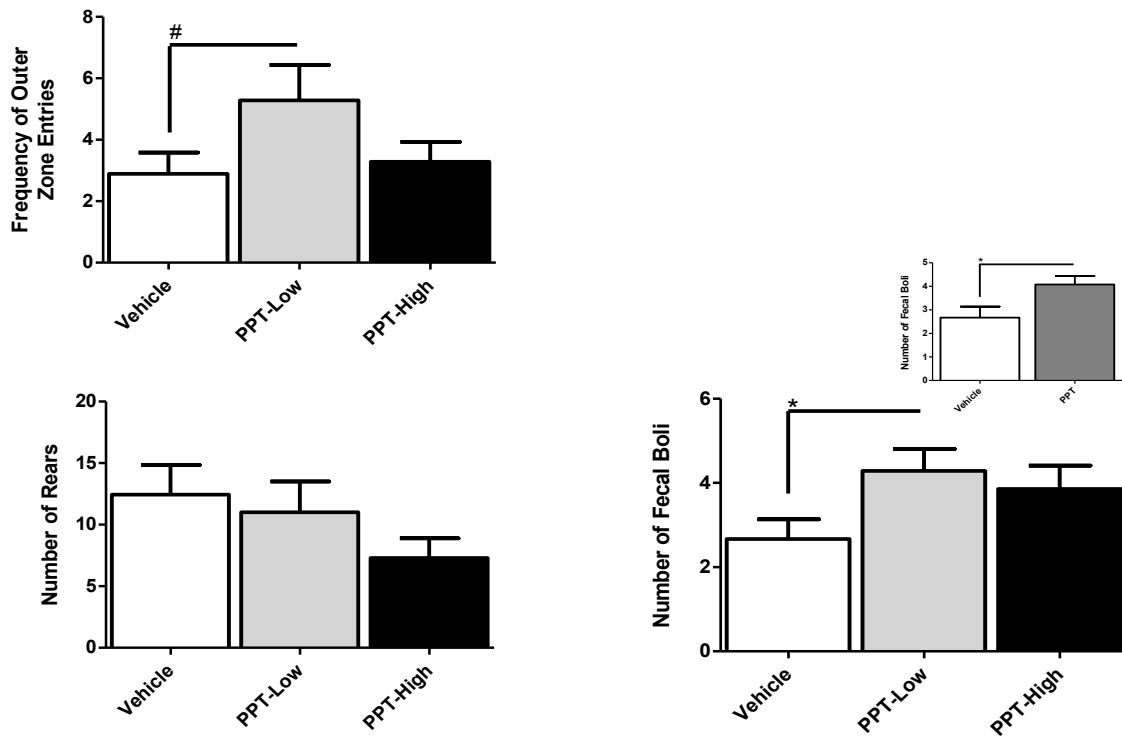 Frequency of Outer
Zone Entries
8
6
4
2
0
#
Vehicle
PPT-Low
PPT-High
Number of Fecal Boli
5
4
3
2
1
0
*
Vehicle
PPT
Number of Rears
20
15
10
5
0
Vehicle
PPT-Low
PPT-High
Number of Fecal Boli
6
4
2
0
*
Vehicle
PPT-Low
PPT-High